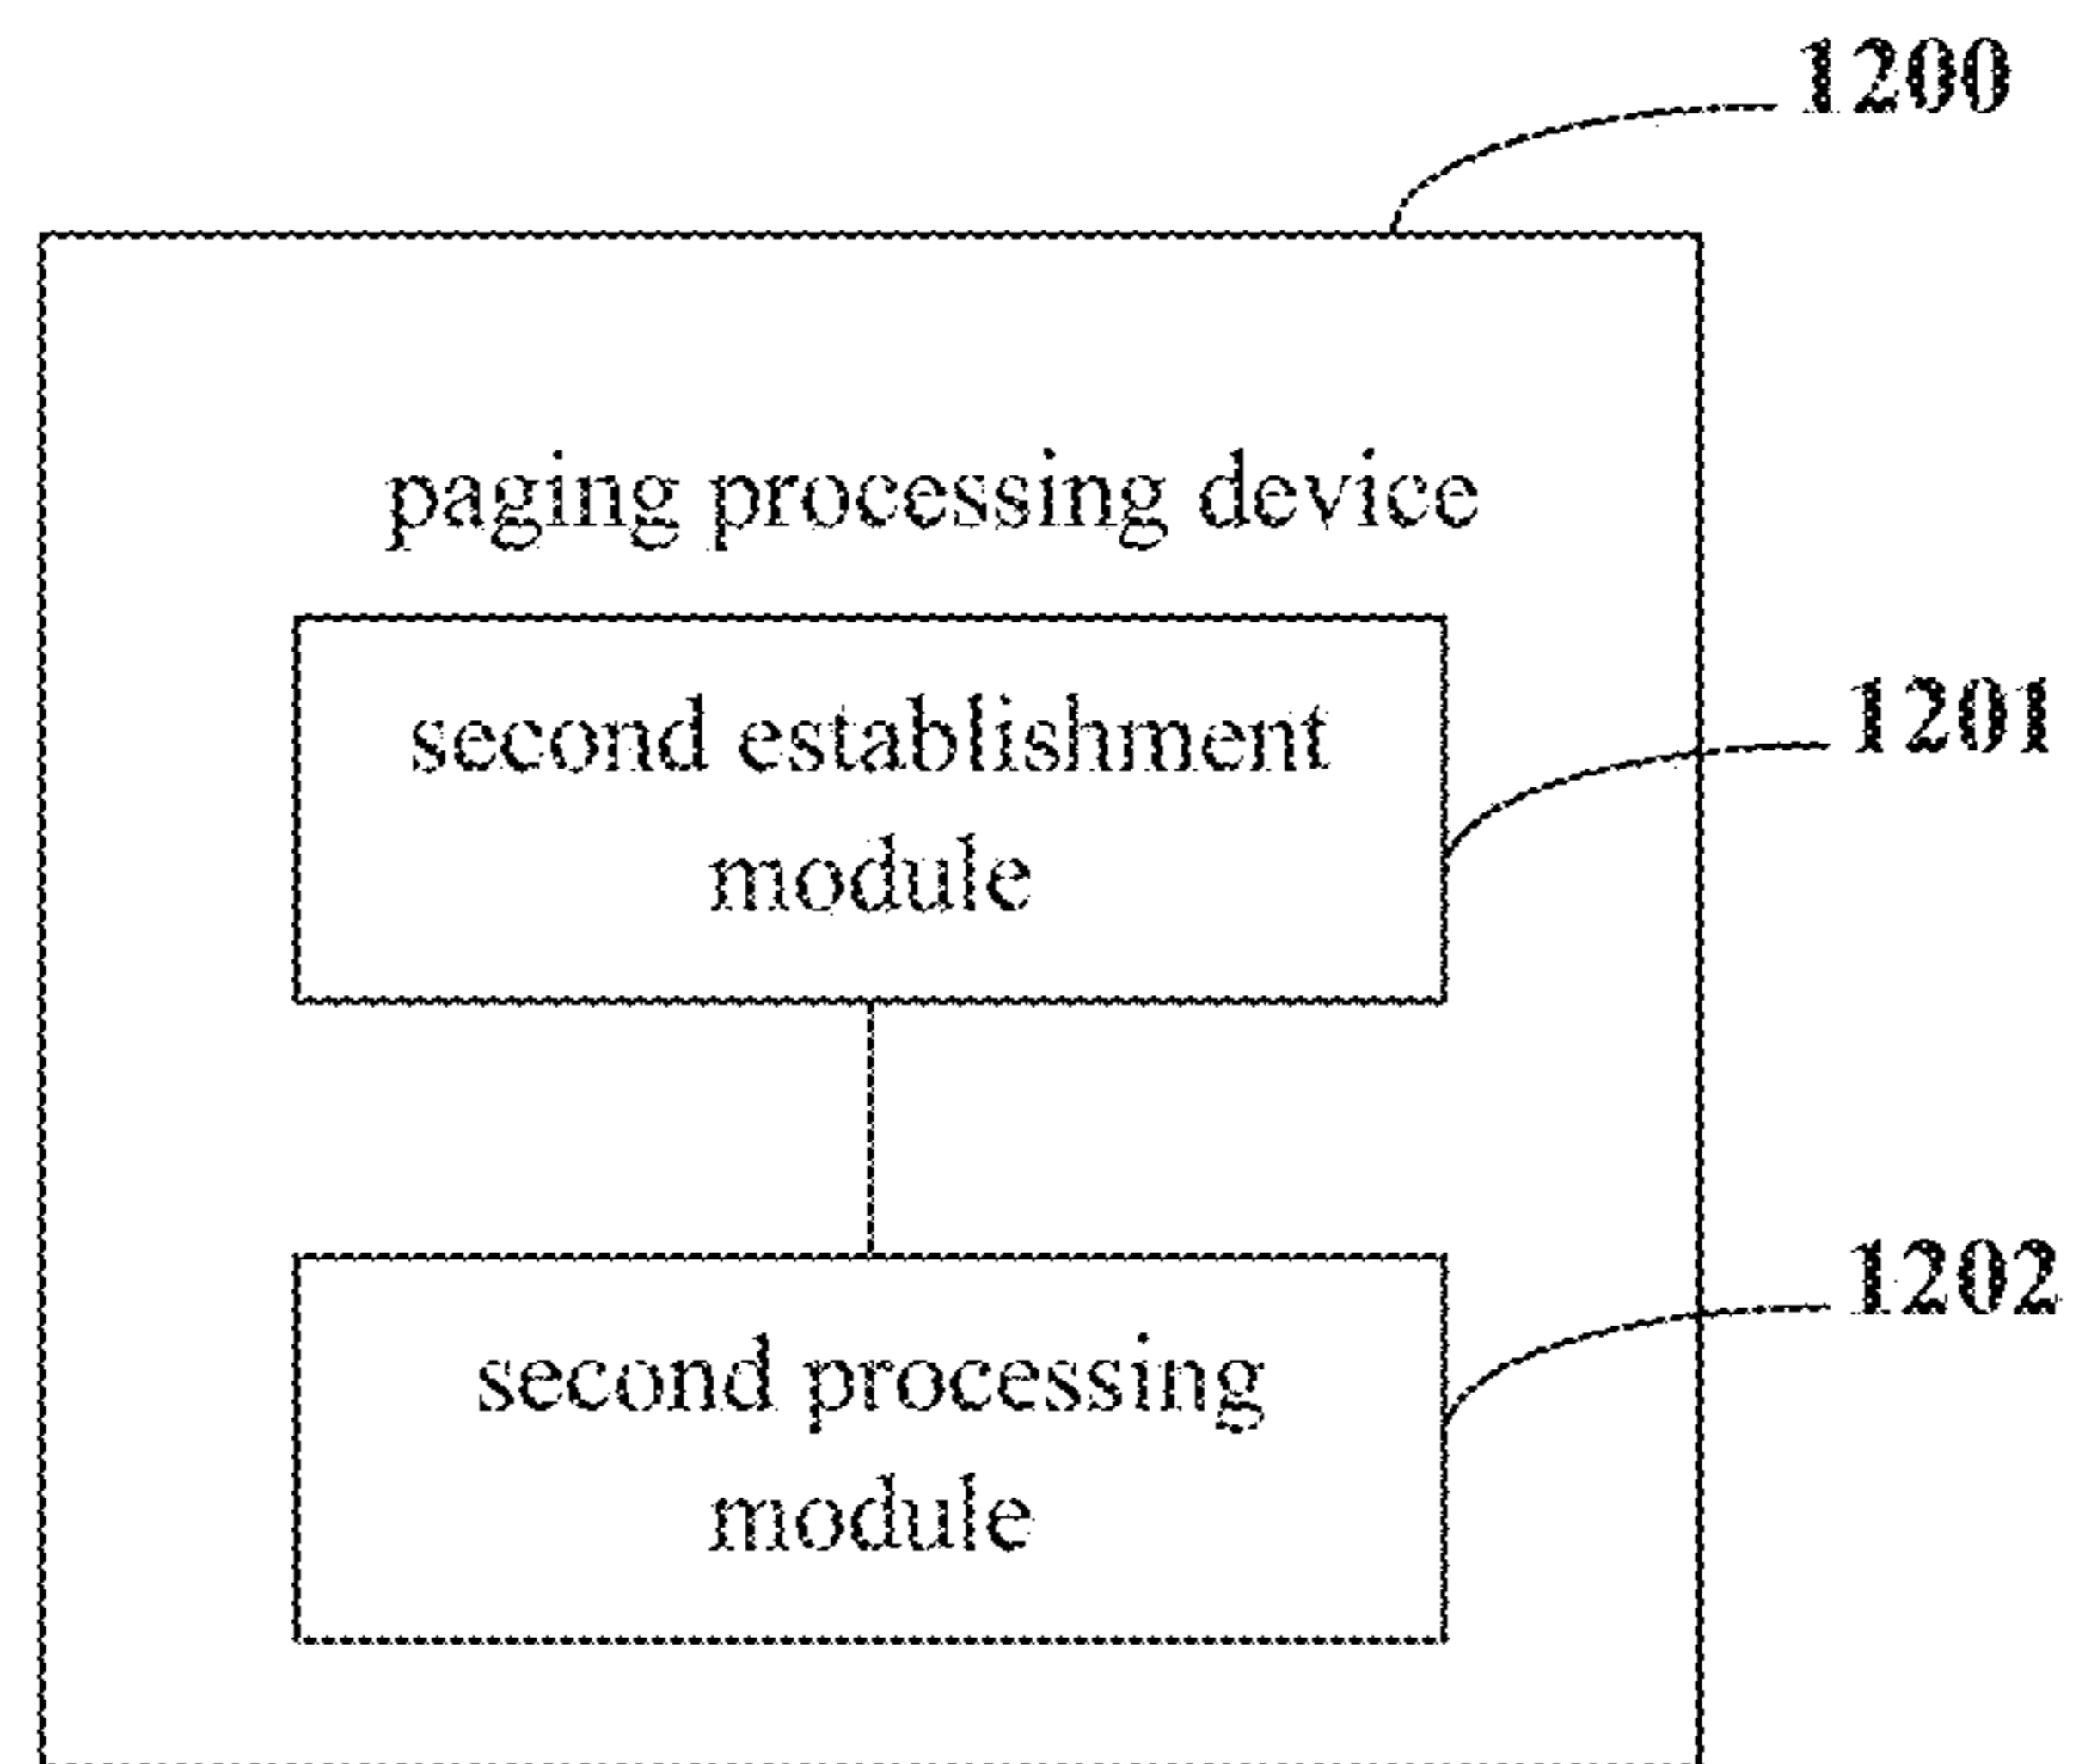 1200
paging processing device
second establishment
module
1201
second processing
module
1202